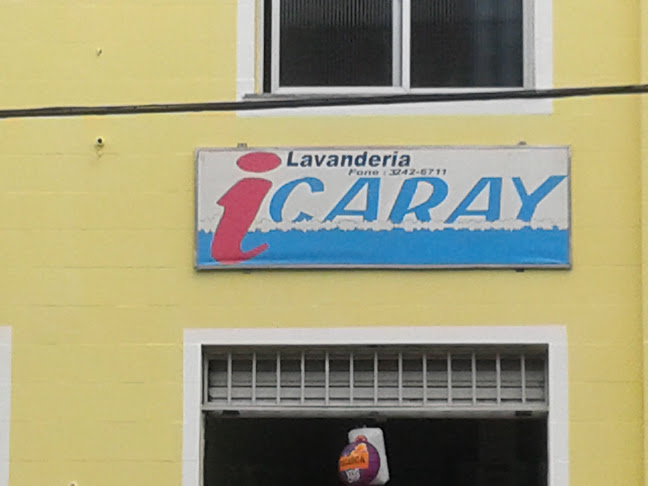 Lavanderia
Fone : 3242-6711
iCARAY